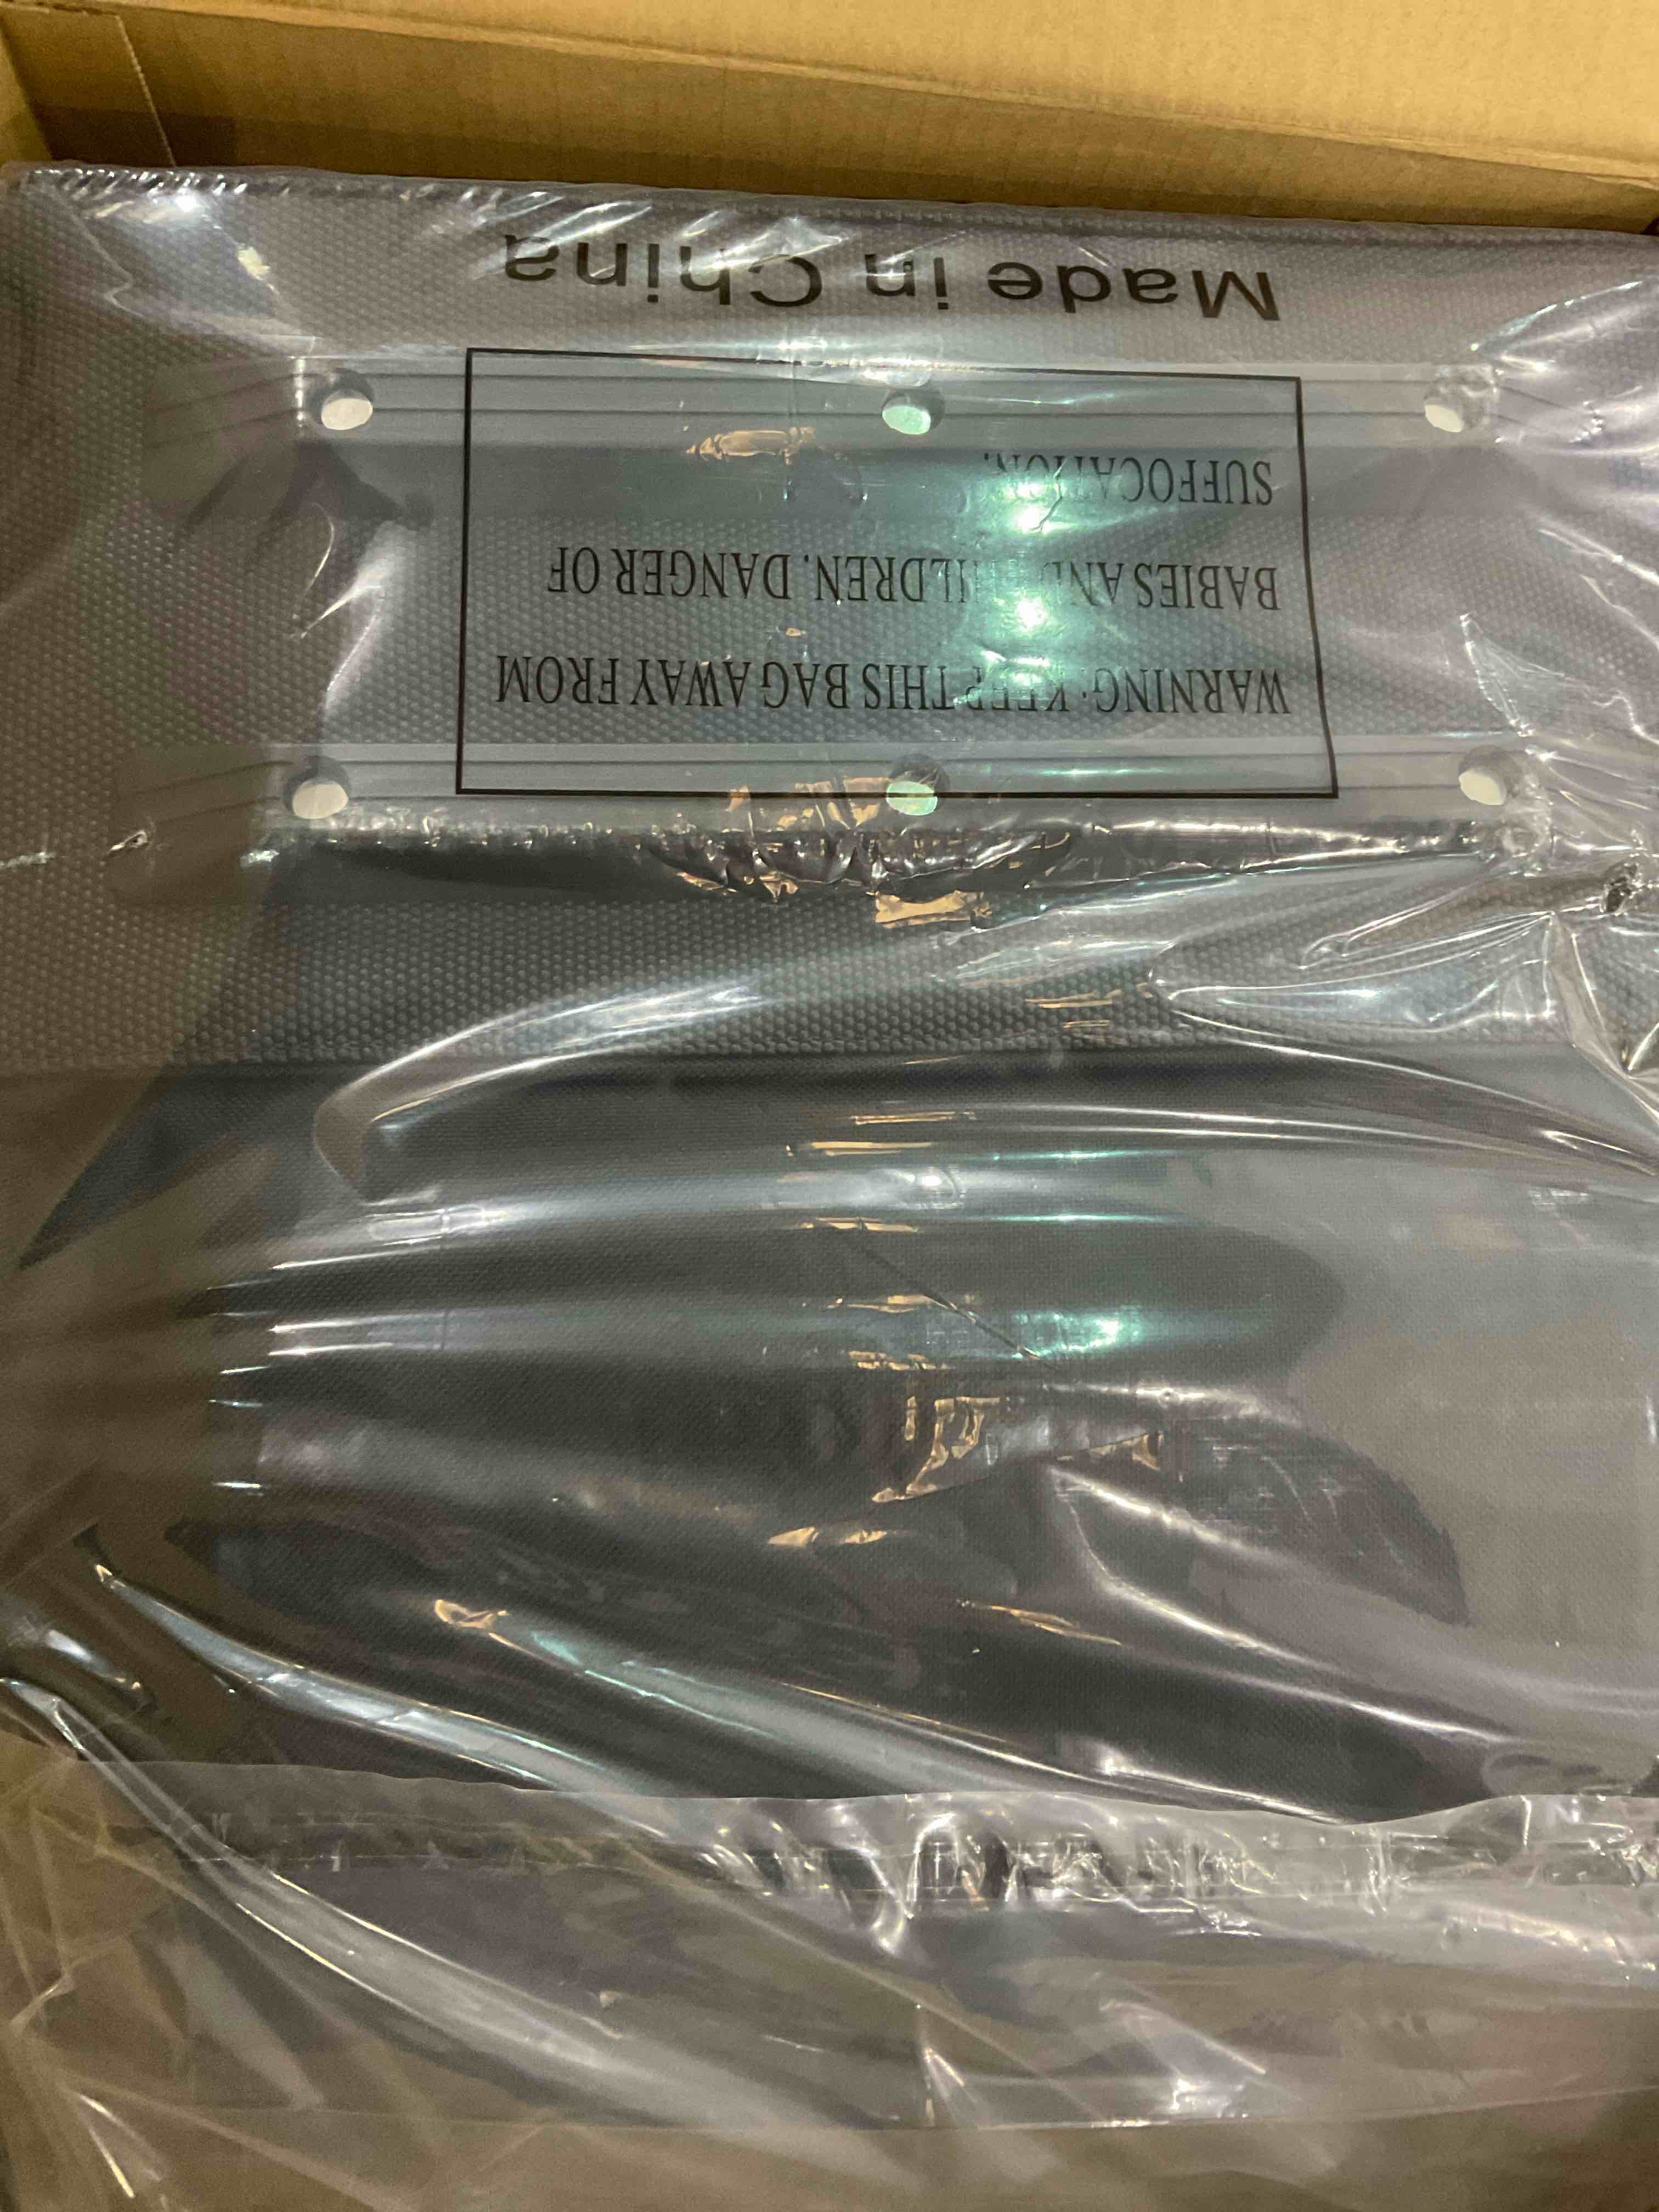 WARNING: KEEP THIS BAG AWAY FROM
BABIES AND CHILDREN. DANGER OF
SUFFOCATION.
Made in China